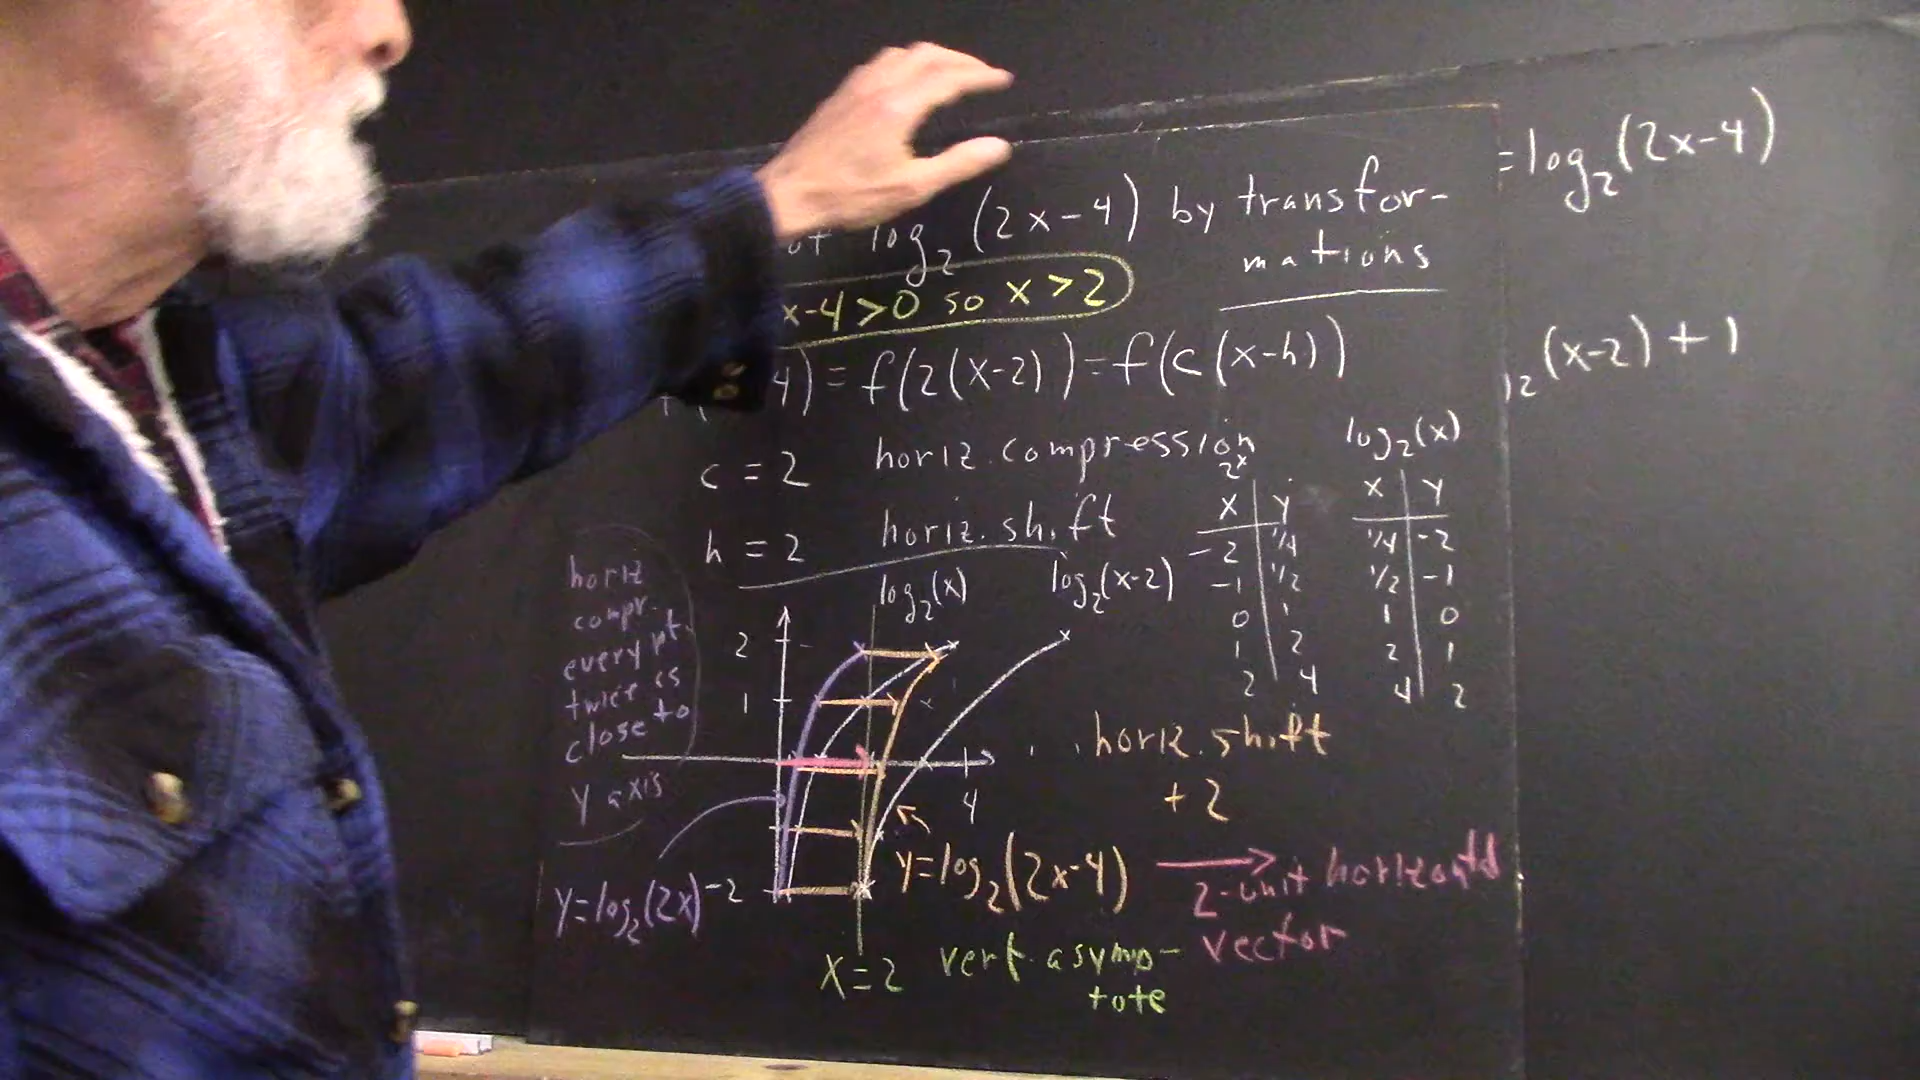 = log₂(2x-4)
of log₂(2x-4) by transfor-
mations
x-4>0 so x>2
4) = f(2(x-2)) = f(c(x-h))
(x-2)+1
c = 2 horiz. compression
h = 2 horiz. shift
2ˣ
x y
-2 1/4
-1 1/2
0 1
1 2
2 4
log₂(x)
x y
1/4 -2
1/2 -1
1 0
2 1
4 2
horiz
compr.
every pt.
twice as
close to
y axis
log₂(x) log₂(x-2)
2
1
4
-2
horiz. shift
+2
y=log₂(2x)
y=log₂(2x-4)
2-unit horizontal
vector
x=2 vert. asymp-
tote